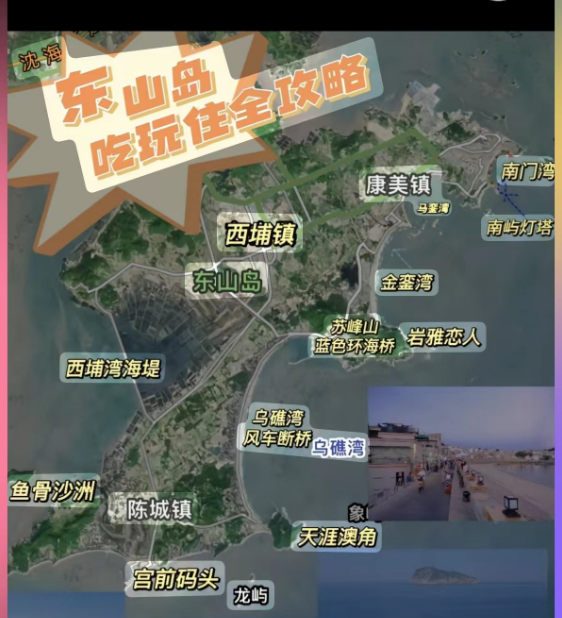 沈海
东山岛
吃玩住全攻略
康美镇
南门湾
马銮湾
西埔镇
南屿灯塔
东山岛
金銮湾
苏峰山
蓝色环海桥
岩雅恋人
西埔湾海堤
乌礁湾
风车断桥
乌礁湾
鱼骨沙洲
陈城镇
象
天涯澳角
宫前码头
龙屿